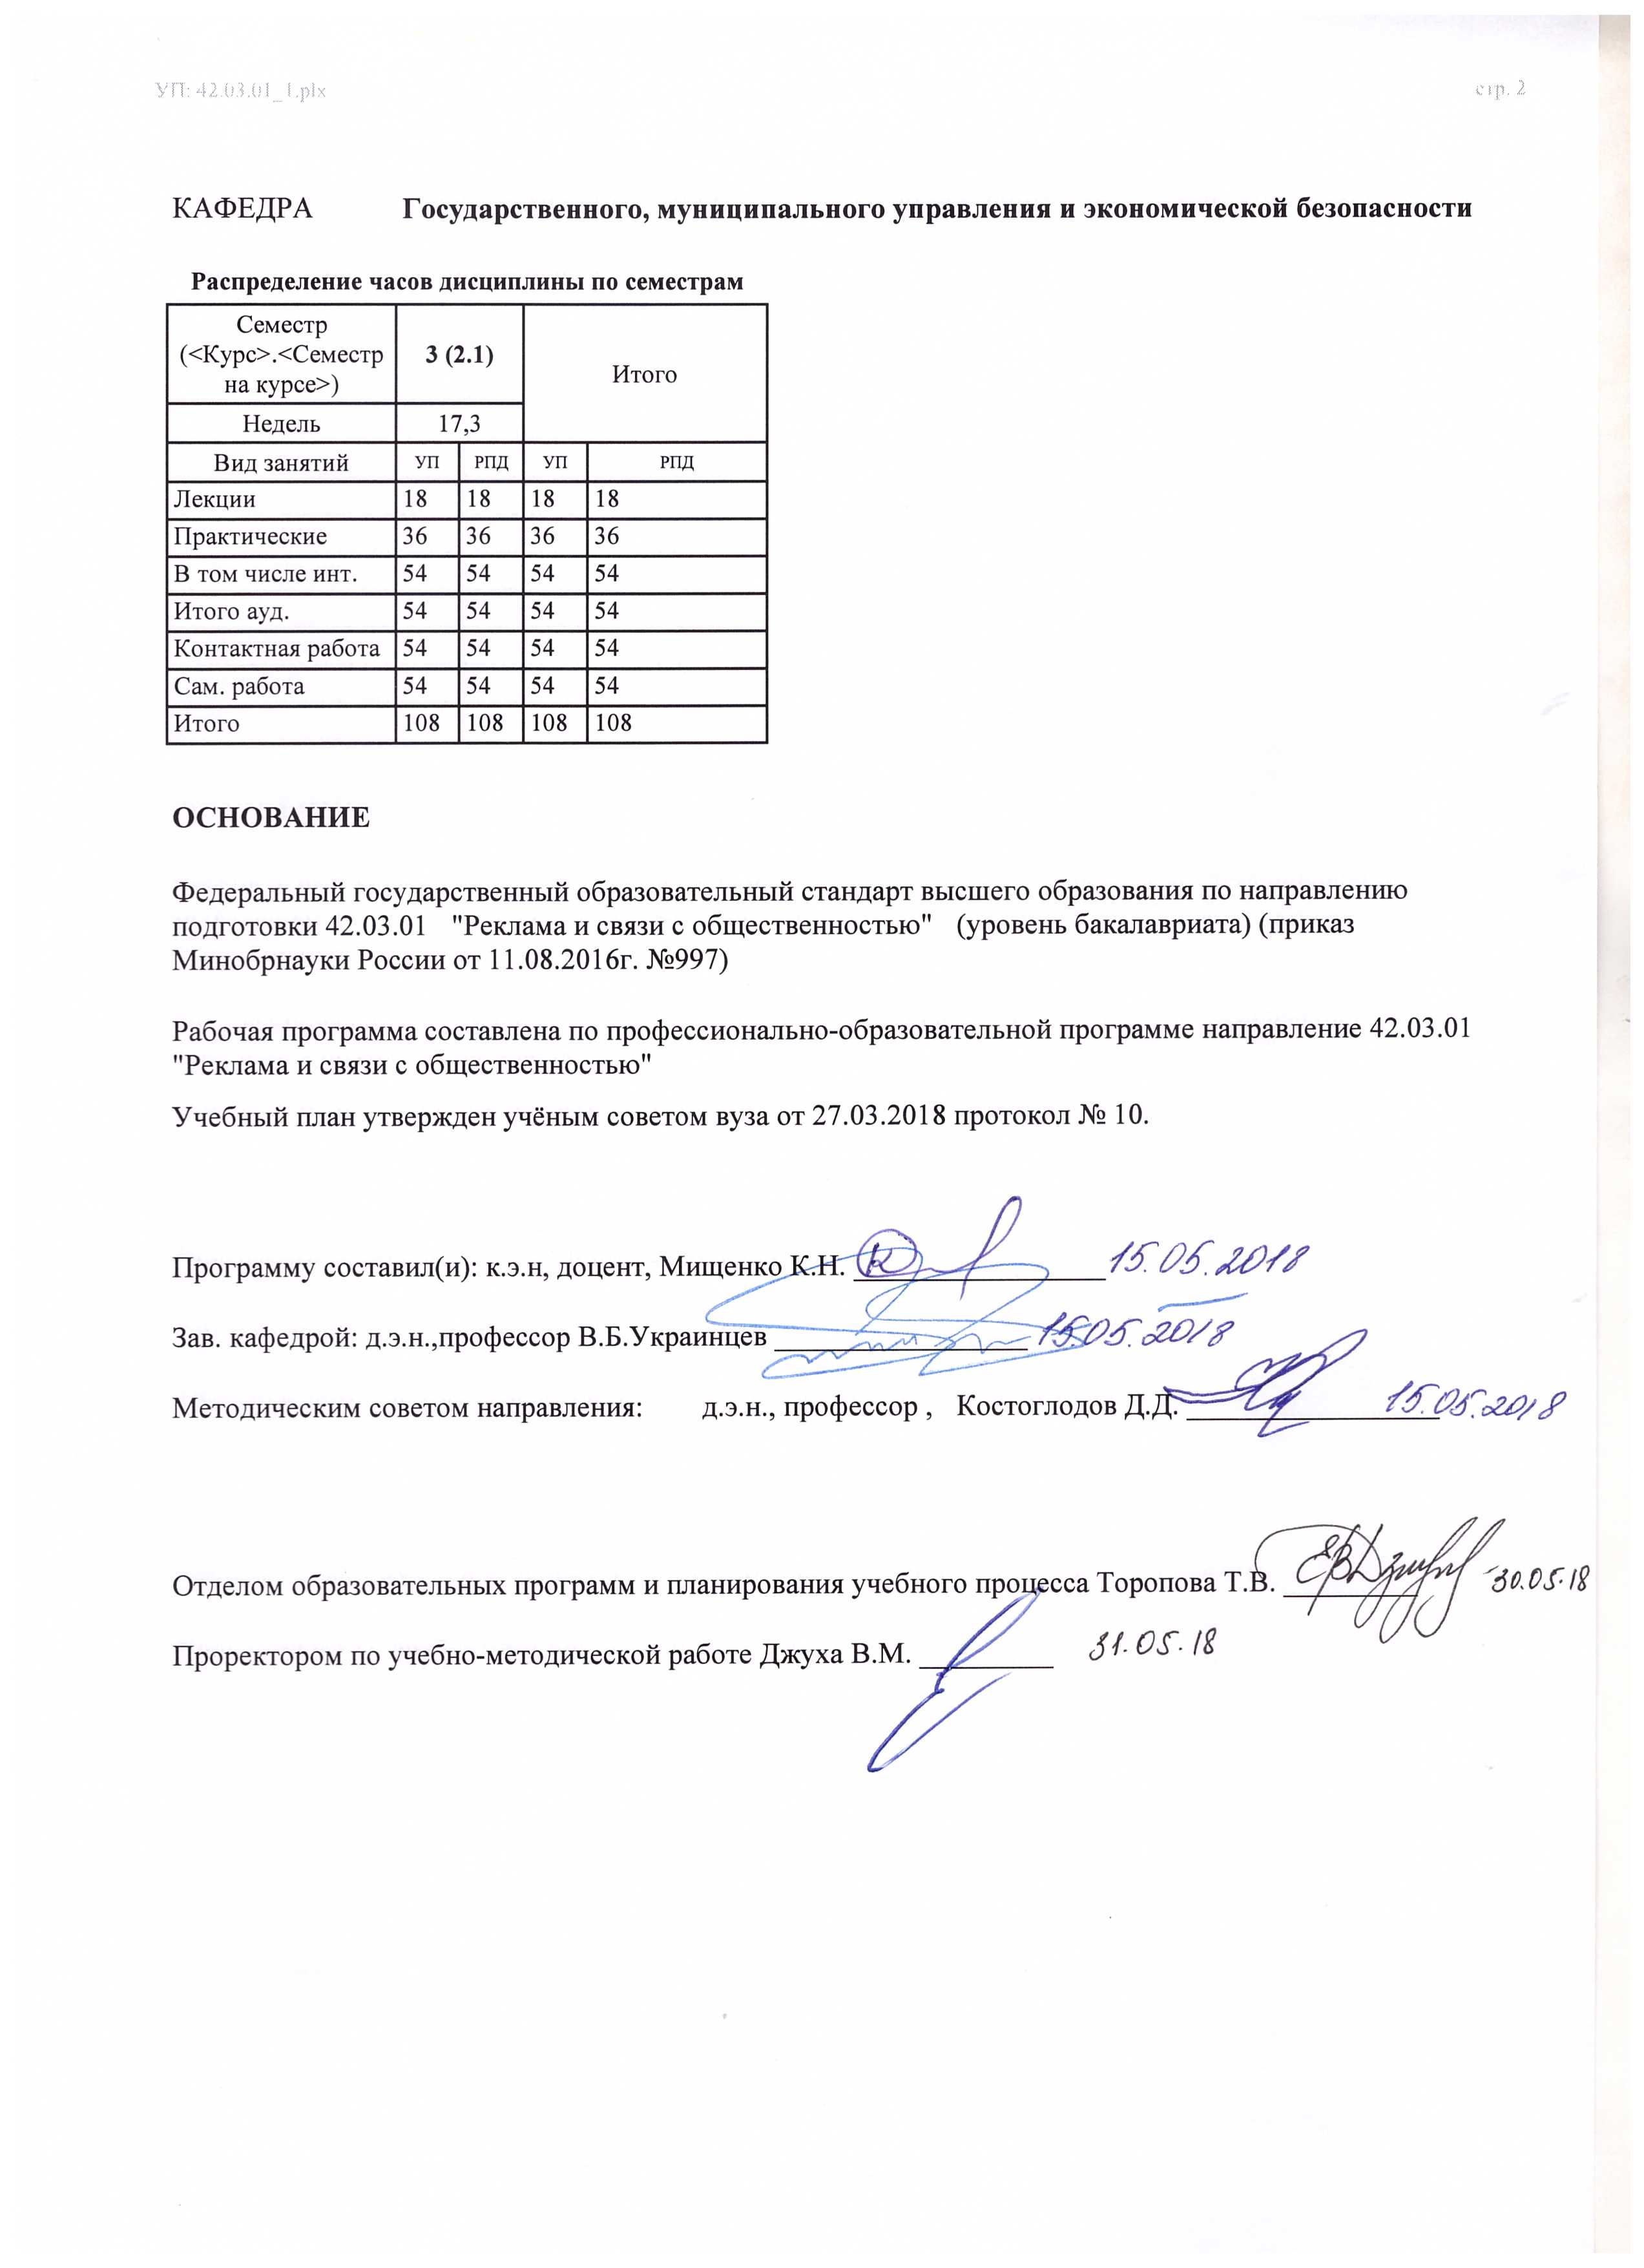 УП: 42.03.01_1.plx стр. 2
КАФЕДРА Государственного, муниципального управления и экономической безопасности
Распределение часов дисциплины по семестрам
Семестр
(<Курс>.<Семестр
на курсе>)
3 (2.1)
Итого
Недель 17,3
Вид занятий УП РПД УП РПД
Лекции 18 18 18 18
Практические 36 36 36 36
В том числе инт. 54 54 54 54
Итого ауд. 54 54 54 54
Контактная работа 54 54 54 54
Сам. работа 54 54 54 54
Итого 108 108 108 108
ОСНОВАНИЕ
Федеральный государственный образовательный стандарт высшего образования по направлению
подготовки 42.03.01 "Реклама и связи с общественностью" (уровень бакалавриата) (приказ
Минобрнауки России от 11.08.2016г. №997)
Рабочая программа составлена по профессионально-образовательной программе направление 42.03.01
"Реклама и связи с общественностью"
Учебный план утвержден учёным советом вуза от 27.03.2018 протокол № 10.
Программу составил(и): к.э.н, доцент, Мищенко К.Н. 15.05.2018
Зав. кафедрой: д.э.н.,профессор В.Б.Украинцев 15.05.2018
Методическим советом направления: д.э.н., профессор , Костоглодов Д.Д. 15.05.2018
Отделом образовательных программ и планирования учебного процесса Торопова Т.В. 30.05.18
Проректором по учебно-методической работе Джуха В.М. 31.05.18